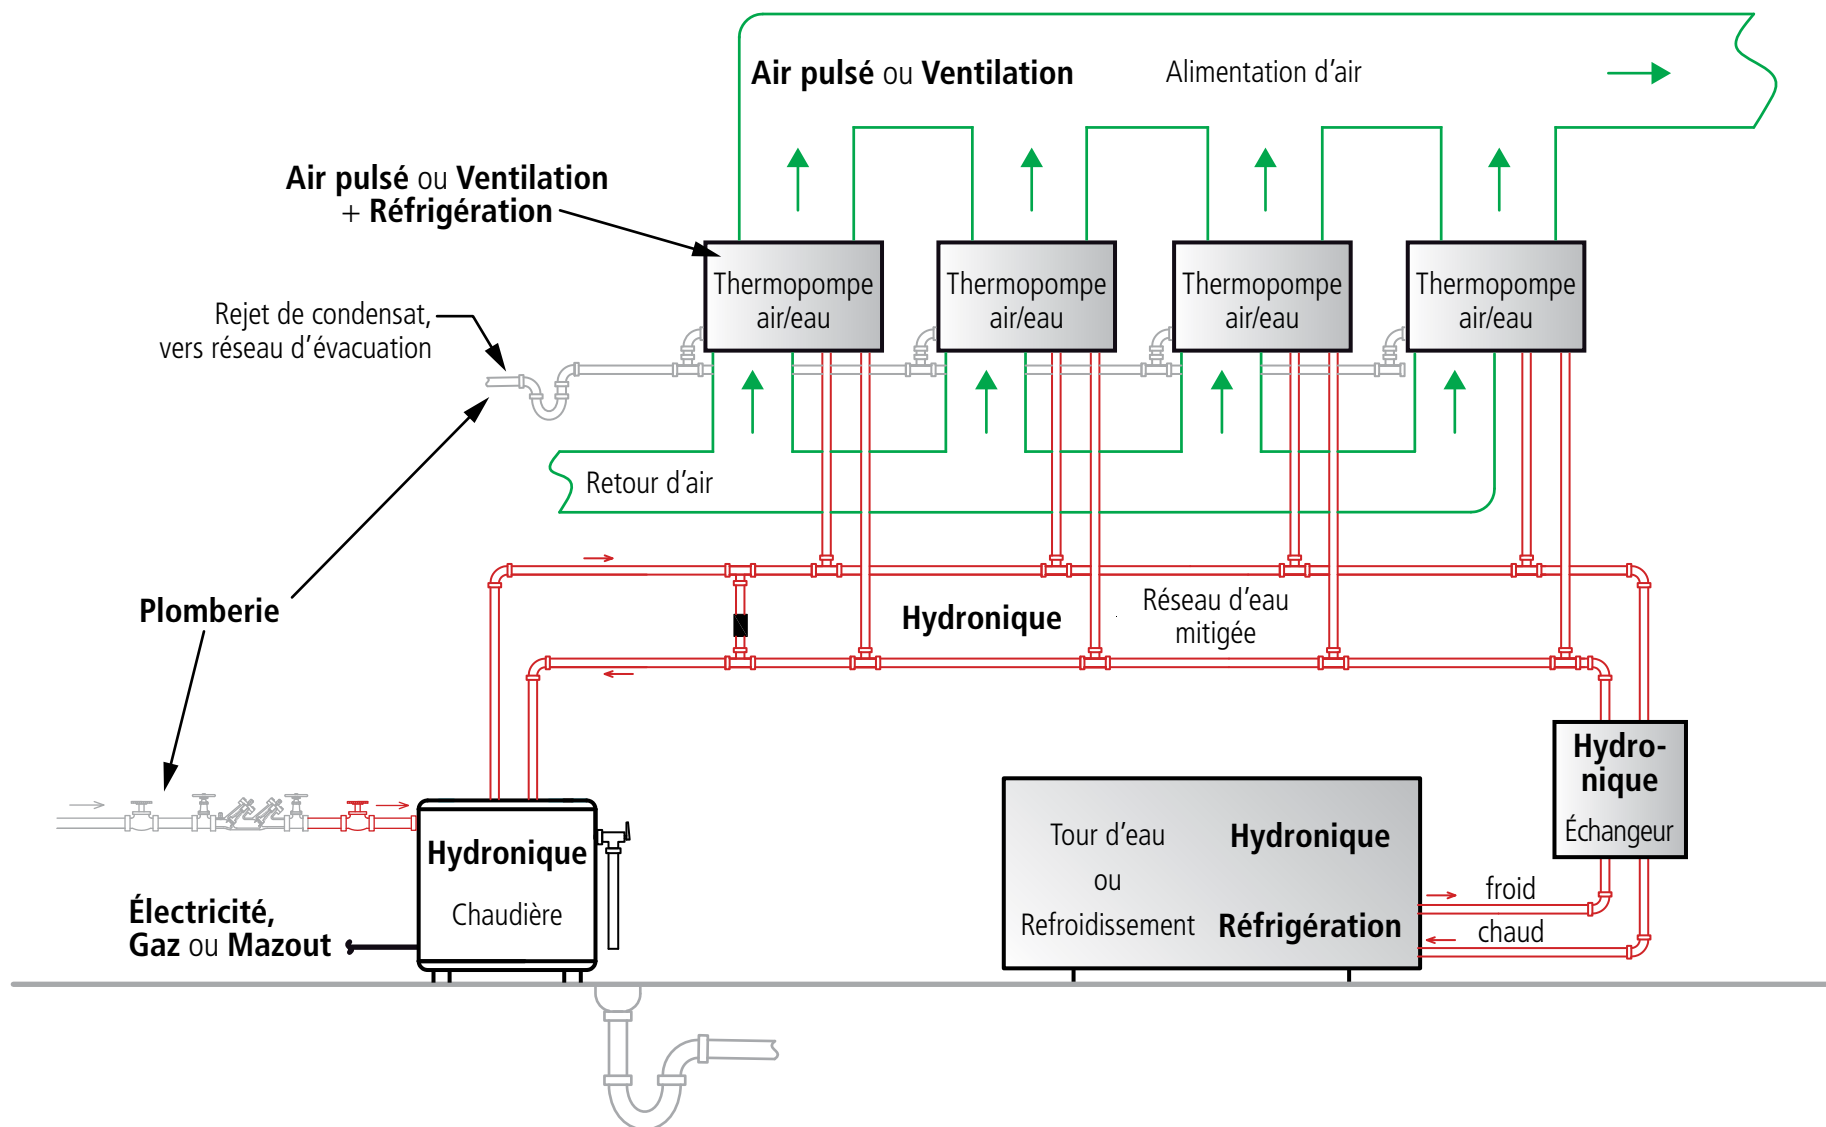 Air pulsé ou Ventilation
Alimentation d’air
Air pulsé ou Ventilation
+ Réfrigération
Thermopompe
air/eau
Thermopompe
air/eau
Thermopompe
air/eau
Thermopompe
air/eau
Rejet de condensat,
vers réseau d’évacuation
Retour d’air
Plomberie
Hydronique
Réseau d’eau
mitigée
Hydro-
nique
Échangeur
Hydronique
Chaudière
Électricité,
Gaz ou Mazout
Tour d’eau
ou
Refroidissement
Hydronique
Réfrigération
froid
chaud